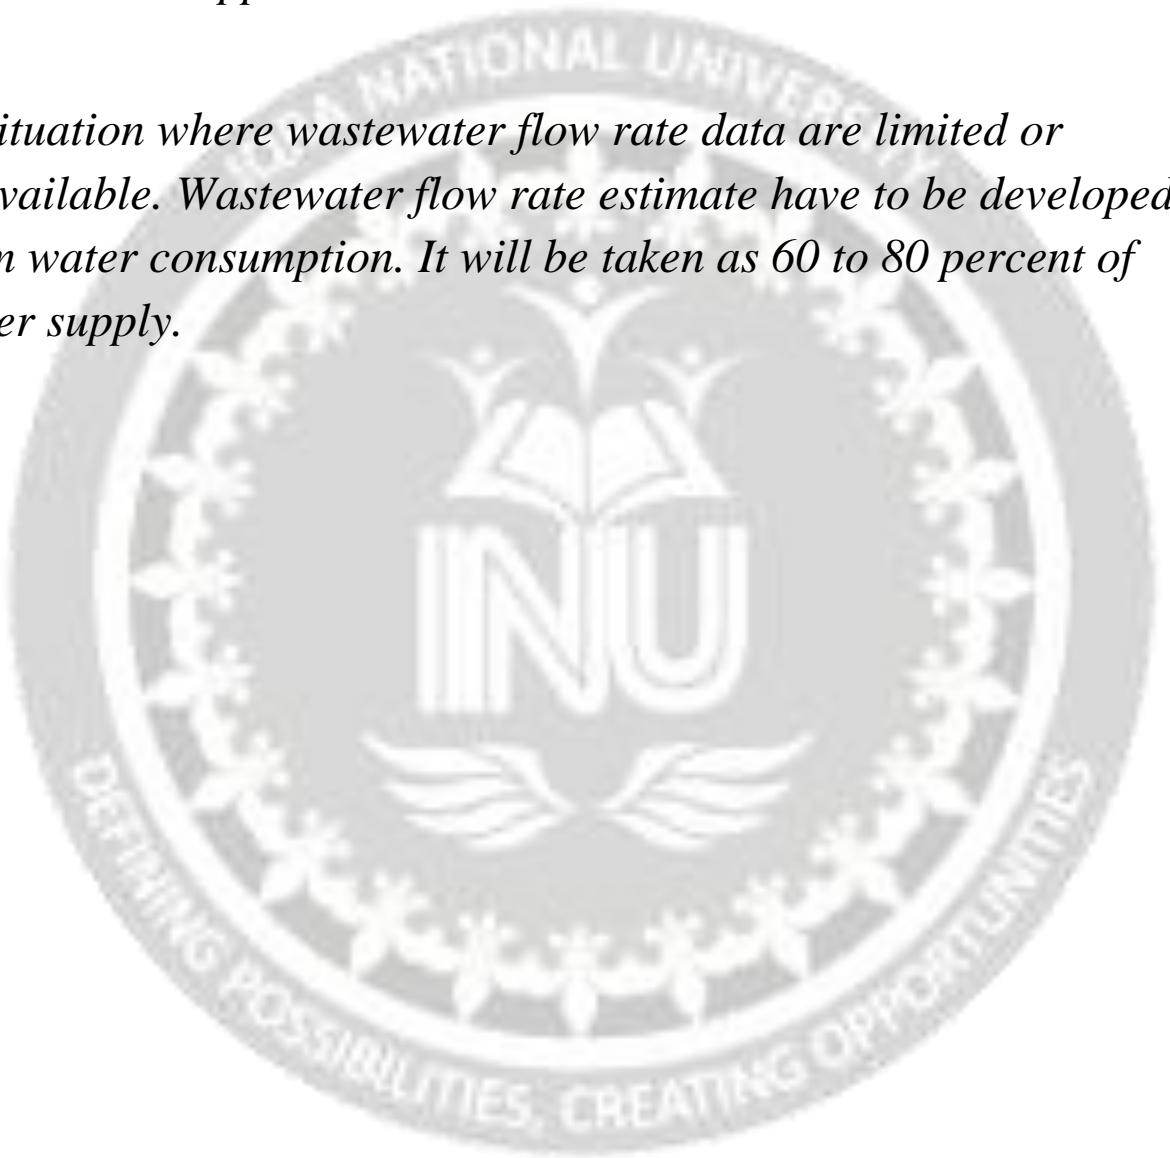 NATIONAL UNIVERSITY
ituation where wastewater flow rate data are limited or
vailable. Wastewater flow rate estimate have to be developed
n water consumption. It will be taken as 60 to 80 percent of
er supply.
INU
DEFINING POSSIBILITIES, CREATING OPPORTUNITIES